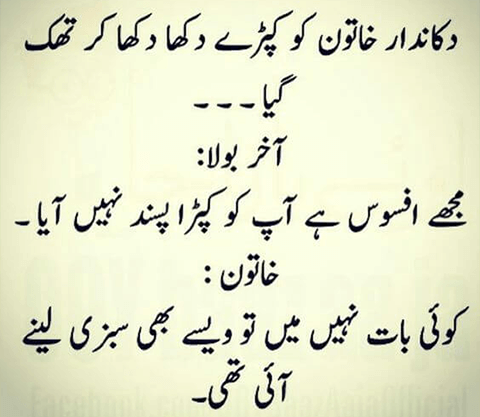 دکاندار خاتون کو کپڑے دکھا دکھا کر تھک
گیا ۔۔۔
آخر بولا:
مجھے افسوس ہے آپ کو کپڑا پسند نہیں آیا ۔
خاتون :
کوئی بات نہیں میں تو ویسے بھی سبزی لینے
آئی تھی۔